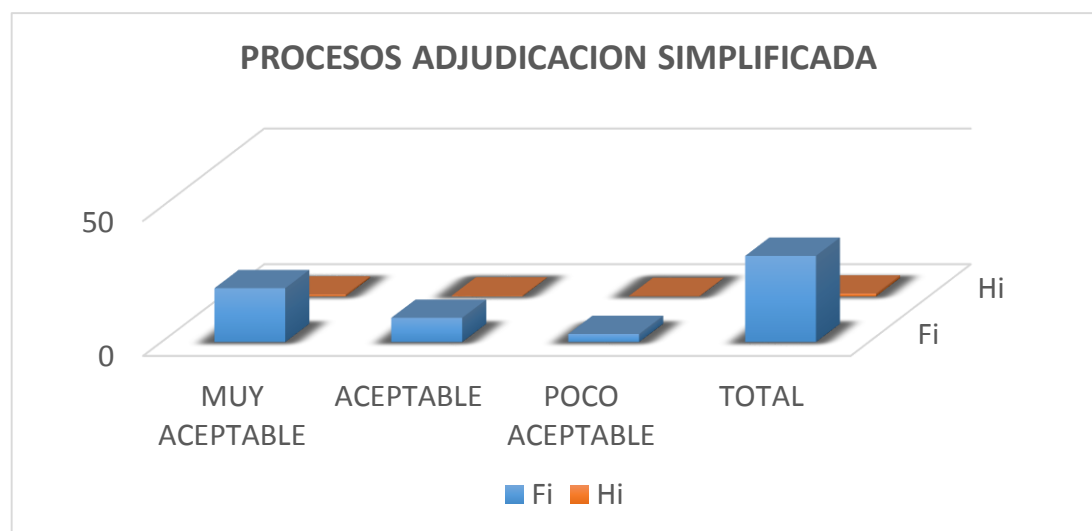 PROCESOS ADJUDICACION SIMPLIFICADA
50
0
Hi
Fi
MUY ACEPTABLE
ACEPTABLE
POCO ACEPTABLE
TOTAL
Fi
Hi